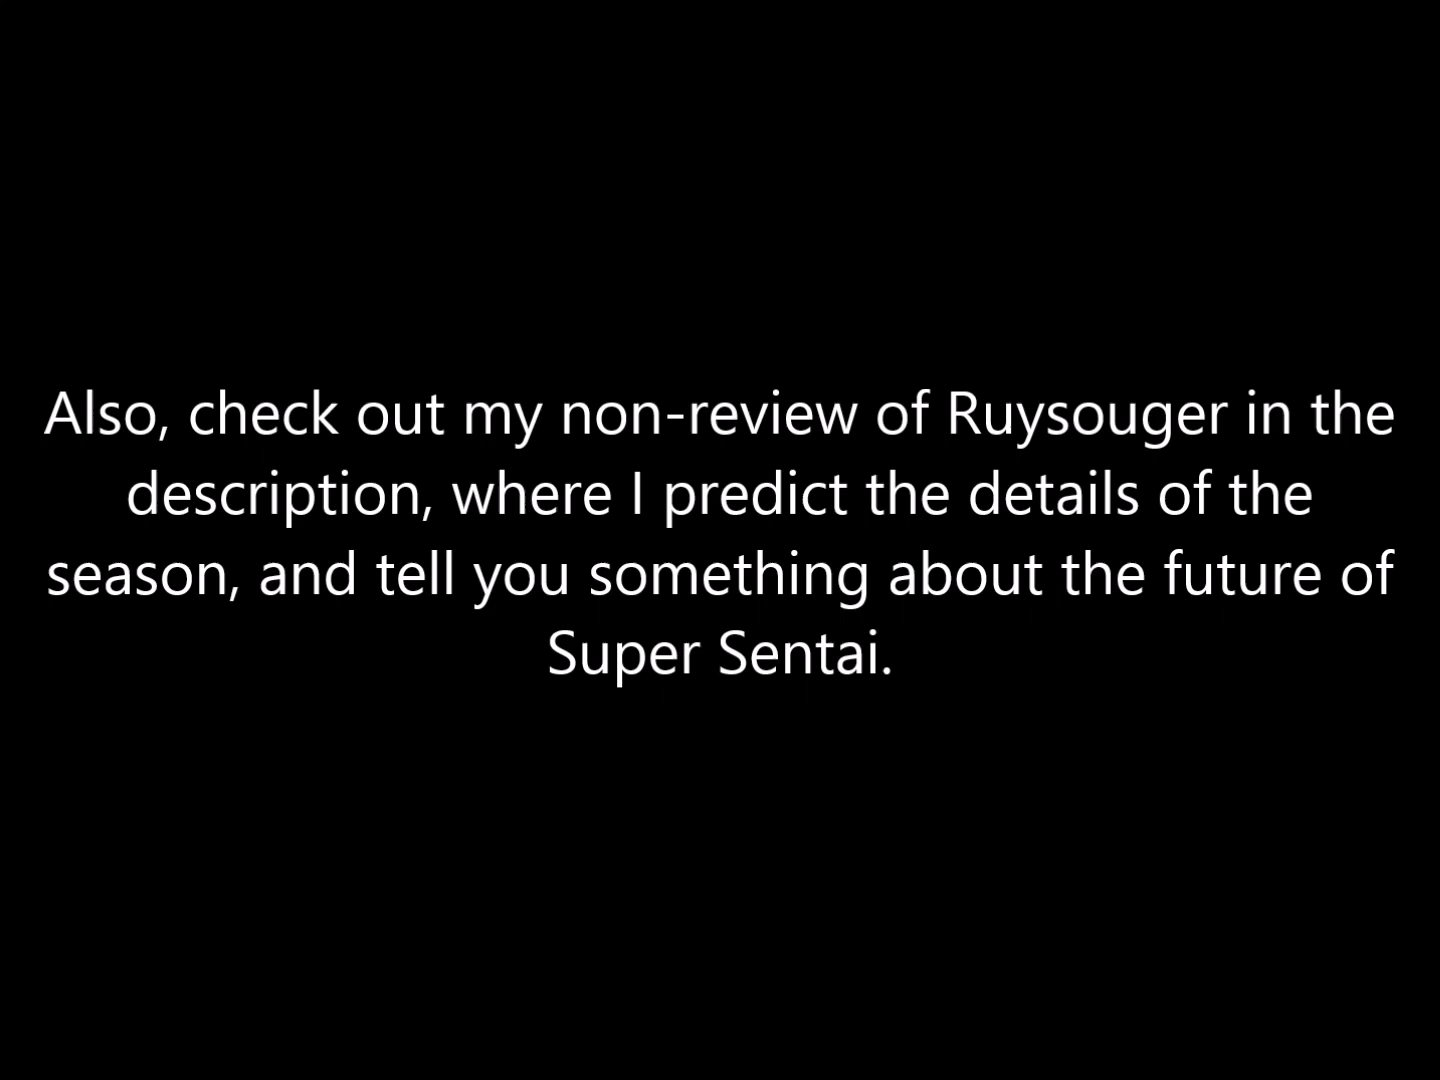 Also, check out my non-review of Ruysouger in the
description, where I predict the details of the
season, and tell you something about the future of
Super Sentai.